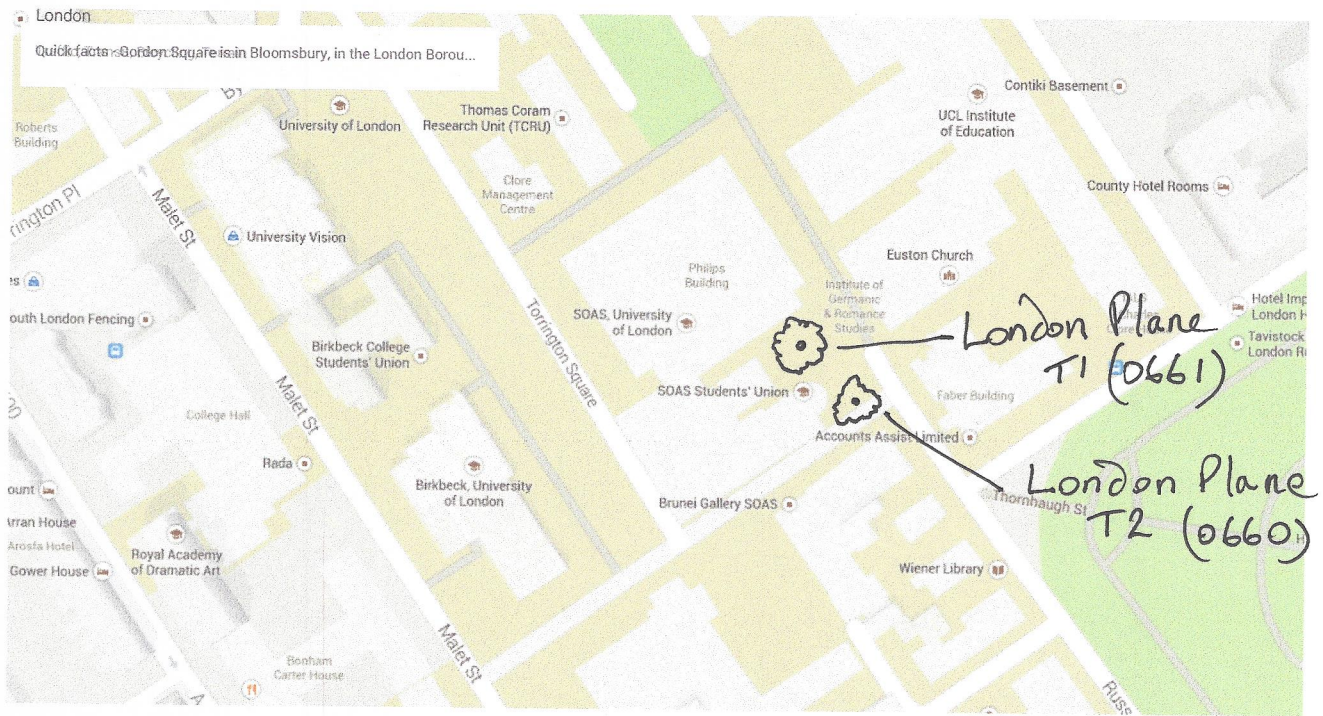 London
Gordon Square is in Bloomsbury, in the London Borou...
Roberts
Building
University of London
Thomas Coram
Research Unit (TCRU)
Contiki Basement
UCL Institute
of Education
Clore
Management
Centre
County Hotel Rooms
rrington Pl
Malet St
University Vision
es
Philips
Building
Euston Church
Institute of
Germanic
& Romance
Studies
outh London Fencing
Torrington Square
SOAS, University
of London
Hotel Imp
London H
London Plane
T1 (0661)
Tavistock
London Ri
Birkbeck College
Students' Union
Malet St
SOAS Students' Union
Faber Building
College Hall
Accounts Assist Limited
Rada
Birkbeck, University
of London
Brunei Gallery SOAS
London Plane
Thornhaugh St
T2 (0660)
ount
Arran House
Arosfa Hotel
Gower House
Royal Academy
of Dramatic Art
Wiener Library
Malet St
Bonham
Carter House
Russ